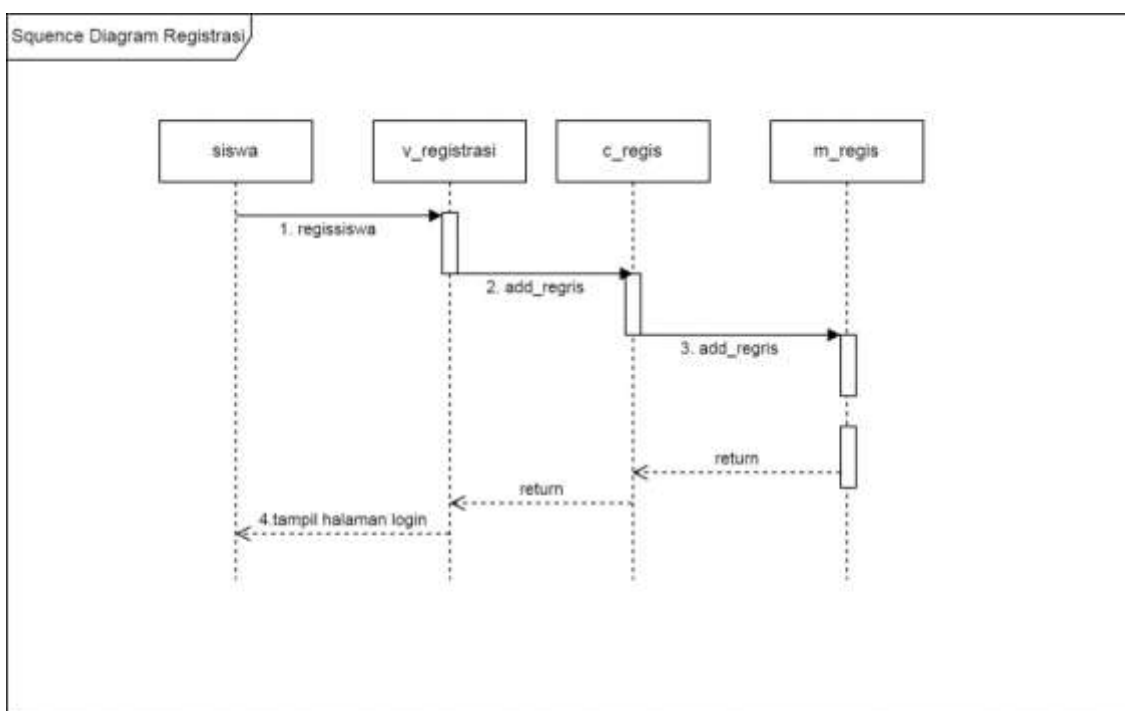 Squence Diagram Registrasi
siswa
v_registrasi
c_regis
m_regis
1. regissiswa
2. add_regris
3. add_regris
return
return
4.tampil halaman login